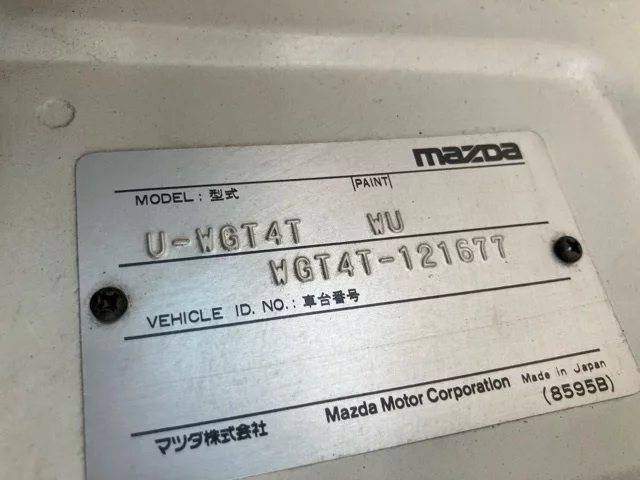 mazda
MODEL: 型式 PAINT
U-WGT4T WU
WGT4T-121677
VEHICLE ID. NO.: 車台番号
マツダ株式会社 Mazda Motor Corporation Made in Japan
(8595B)